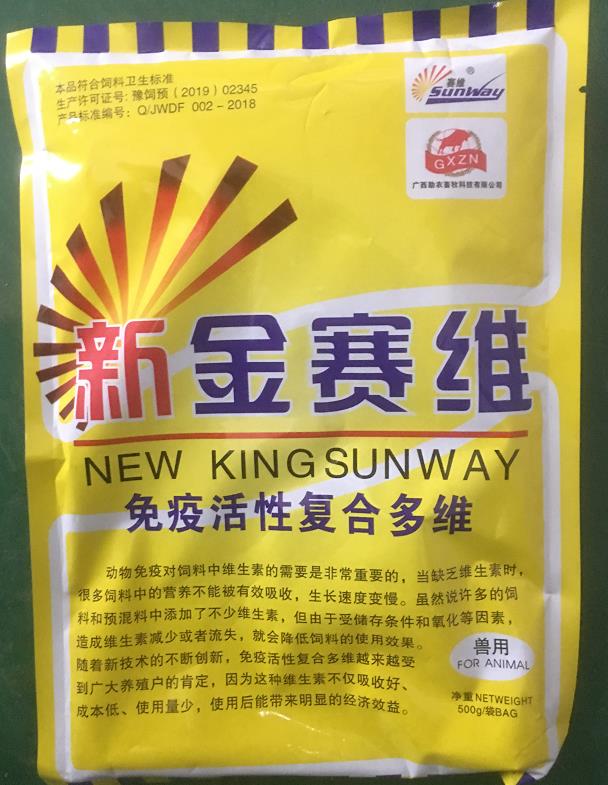 本品符合饲料卫生标准
生产许可证号: 豫饲预（2019）02345
产品标准编号: Q/JWDF 002-2018
赛维®
SunWay
GXZN
广西助农畜牧科技有限公司
新金赛维
NEW KINGSUNWAY
免疫活性复合多维
动物免疫对饲料中维生素的需要是非常重要的，当缺乏维生素时，
很多饲料中的营养不能被有效吸收，生长速度变慢。虽然说许多的饲
料和预混料中添加了不少维生素，但由于受储存条件和氧化等因素，
造成维生素减少或者流失，就会降低饲料的使用效果。
随着新技术的不断创新，免疫活性复合多维越来越受
到广大养殖户的肯定，因为这种维生素不仅吸收好、
成本低、使用量少，使用后能带来明显的经济效益。
兽用
FOR ANIMAL
净重 NETWEIGHT
500g/袋BAG